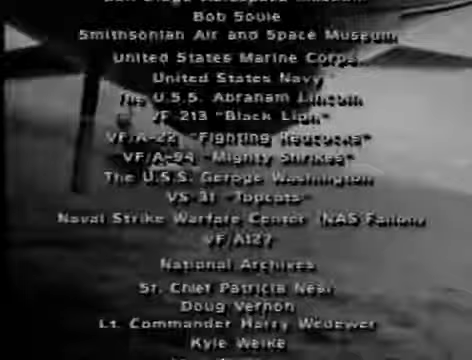 Bob Soule
Smithsonian Air and Space Museum
United States Marine Corps
United States Navy
The U.S.S. Abraham Lincoln
VF-213 "Black Lion"
VF/A-22 "Fighting Redcocks"
VF/A-94 "Mighty Shrikes"
The U.S.S. Geroge Washington
VS-31 "Topcats"
Naval Strike Warfare Center (NAS Fallon)
VF/A127
National Archives
St. Chief Patricia Neal
Doug Vernon
Lt. Commander Harry Wedewer
Kyle Weike